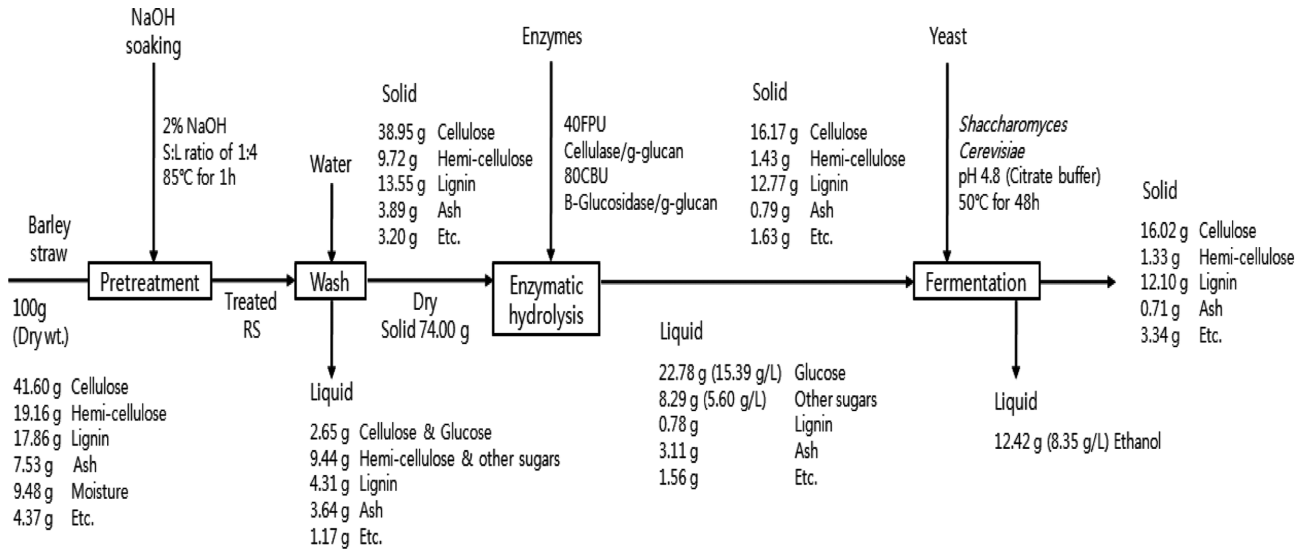 NaOH
soaking
2% NaOH
S:L ratio of 1:4
85℃ for 1h
Barley
straw
100g
(Dry wt.)
41.60 g Cellulose
19.16 g Hemi-cellulose
17.86 g Lignin
7.53 g Ash
9.48 g Moisture
4.37 g Etc.
Pretreatment
Treated
RS
Water
Wash
Liquid
2.65 g Cellulose & Glucose
9.44 g Hemi-cellulose & other sugars
4.31 g Lignin
3.64 g Ash
1.17 g Etc.
Solid
38.95 g Cellulose
9.72 g Hemi-cellulose
13.55 g Lignin
3.89 g Ash
3.20 g Etc.
Dry
Solid 74.00 g
Enzymes
40FPU
Cellulase/g-glucan
80CBU
B-Glucosidase/g-glucan
Enzymatic
hydrolysis
Solid
16.17 g Cellulose
1.43 g Hemi-cellulose
12.77 g Lignin
0.79 g Ash
1.63 g Etc.
Liquid
22.78 g (15.39 g/L) Glucose
8.29 g (5.60 g/L) Other sugars
0.78 g Lignin
3.11 g Ash
1.56 g Etc.
Yeast
Shaccharomyces
Cerevisiae
pH 4.8 (Citrate buffer)
50℃ for 48h
Fermentation
Liquid
12.42 g (8.35 g/L) Ethanol
Solid
16.02 g Cellulose
1.33 g Hemi-cellulose
12.10 g Lignin
0.71 g Ash
3.34 g Etc.